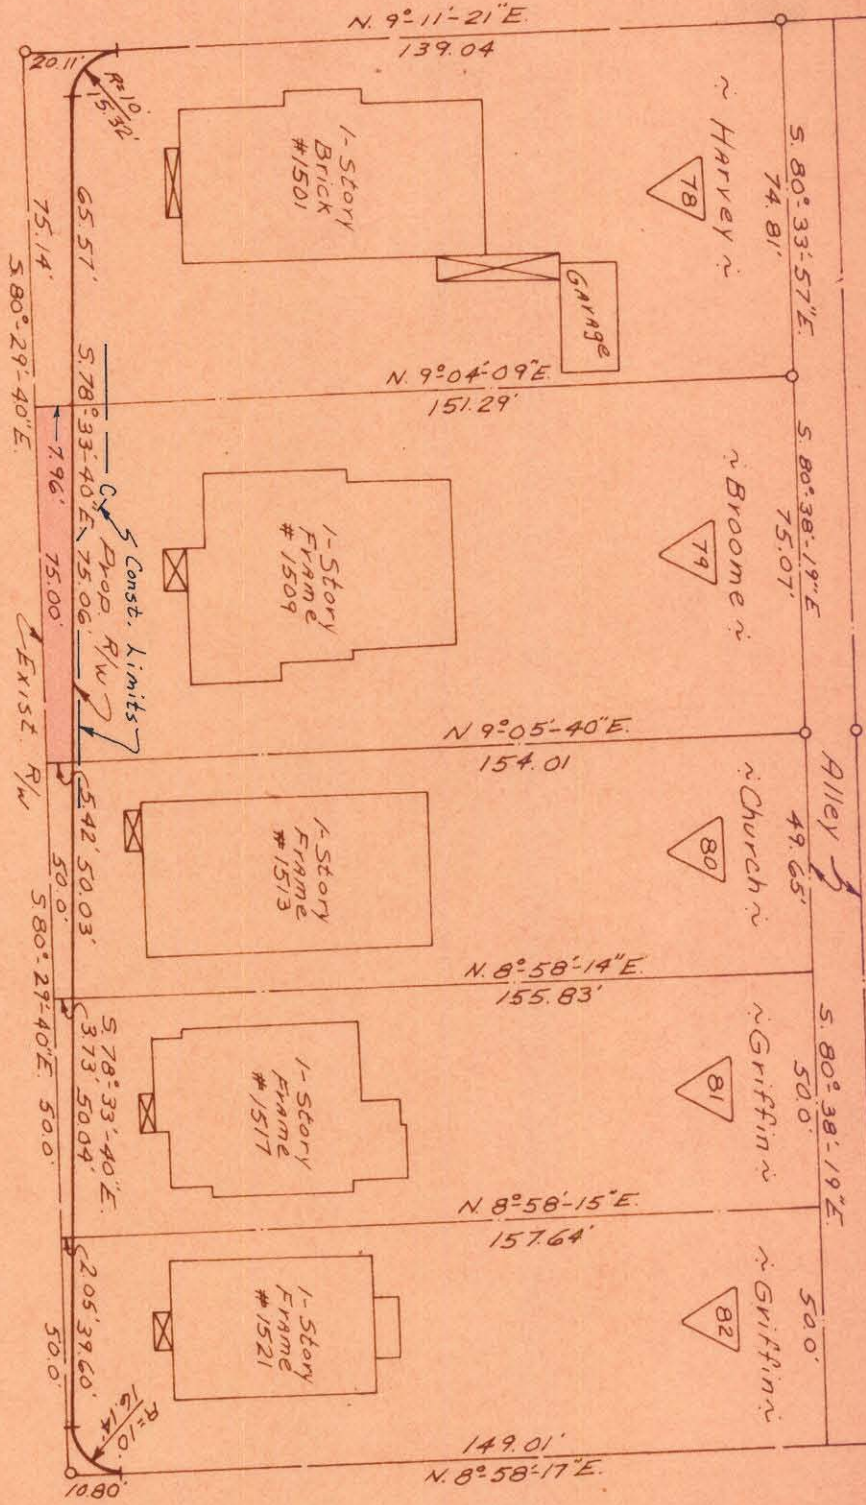 N. 9°-11'-21" E.
139.04
20.11'
R=10'
15.32'
1-Story
Brick
#1501
~ Harvey ~
78
S. 80°-33'-57" E.
74.81'
65.57'
75.14'
S. 80°-29'-40" E.
Garage
N. 9°-04'-09" E.
151.29'
7.96'
75.00'
S. 78°-33'-40" E.
75.06'
Prop. R/W
Const. Limits
Exist. R/W
1-Story
Frame
# 1509
~ Broome ~
79
S. 80°-38'-19" E
75.07'
N 9°-05'-40" E.
154.01
5.42'
50.03'
50.0'
S. 80°-29'-40" E.
1-Story
Frame
#1513
~ Church ~
80
49.65'
Alley
N. 8°-58'-14" E.
155.83'
S. 78°-33'-40" E.
3.73'
50.04'
50.0'
1-Story
Frame
#1517
~ Griffin ~
81
50.0'
S. 80°-38'-19" E.
N. 8°-58'-15" E.
157.64'
2.05'
39.60'
50.0'
1-Story
Frame
#1521
~ Griffin ~
82
50.0'
R=10'
16.14'
10.80'
149.01'
N. 8°-58'-17" E.